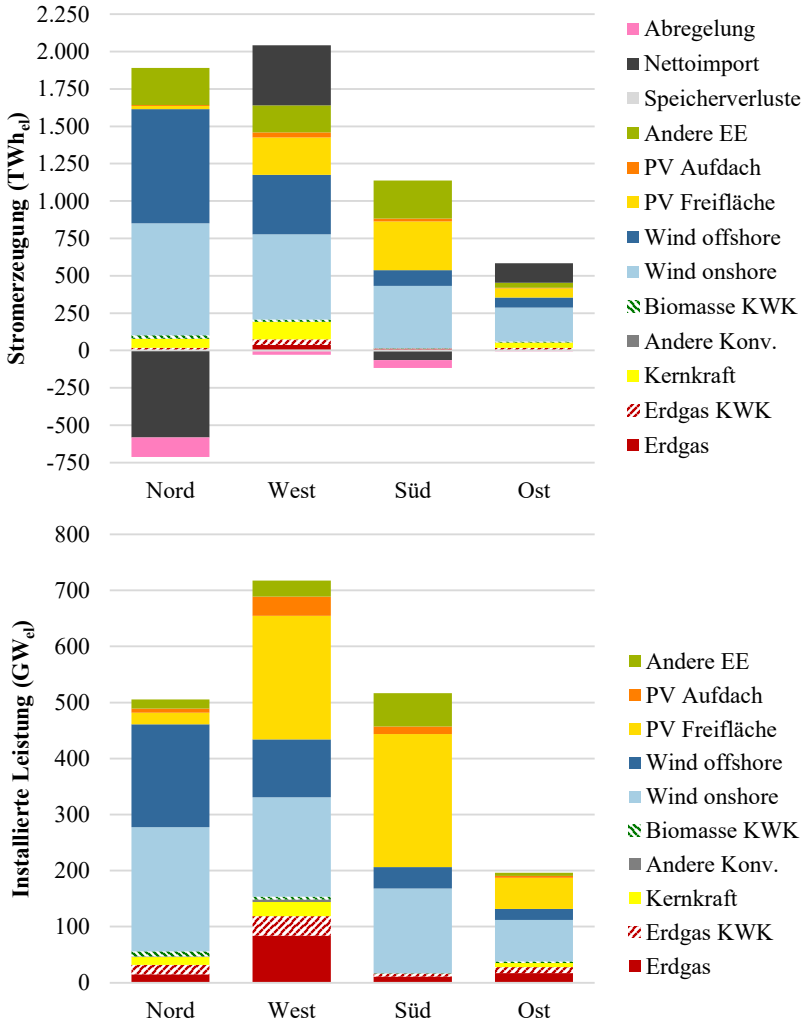 Stromerzeugung (TWhel)
2.250
2.000
1.750
1.500
1.250
1.000
750
500
250
0
-250
-500
-750
Nord West Süd Ost
Abregelung
Nettoimport
Speicherverluste
Andere EE
PV Aufdach
PV Freifläche
Wind offshore
Wind onshore
Biomasse KWK
Andere Konv.
Kernkraft
Erdgas KWK
Erdgas
Installierte Leistung (GWel)
800
700
600
500
400
300
200
100
0
Nord West Süd Ost
Andere EE
PV Aufdach
PV Freifläche
Wind offshore
Wind onshore
Biomasse KWK
Andere Konv.
Kernkraft
Erdgas KWK
Erdgas